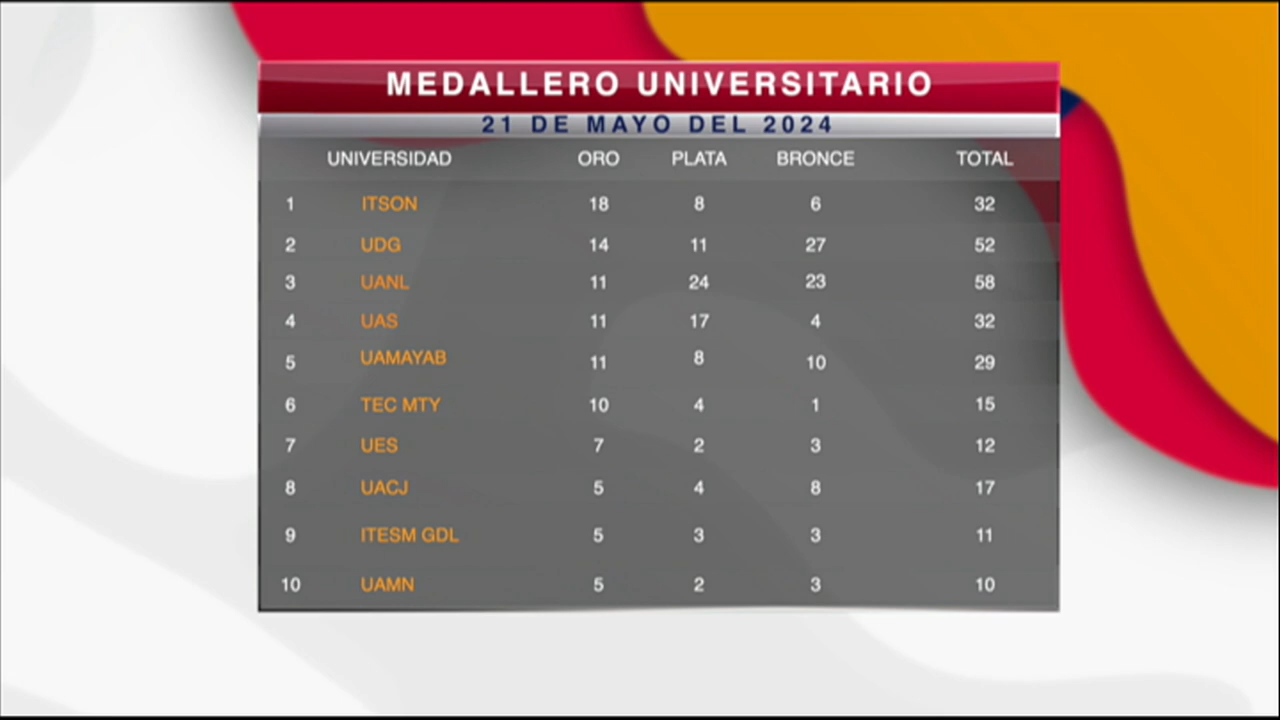 MEDALLERO UNIVERSITARIO
21 DE MAYO DEL 2024
UNIVERSIDAD ORO PLATA BRONCE TOTAL
1 ITSON 18 8 6 32
2 UDG 14 11 27 52
3 UANL 11 24 23 58
4 UAS 11 17 4 32
5 UAMAYAB 11 8 10 29
6 TEC MTY 10 4 1 15
7 UES 7 2 3 12
8 UACJ 5 4 8 17
9 ITESM GDL 5 3 3 11
10 UAMN 5 2 3 10